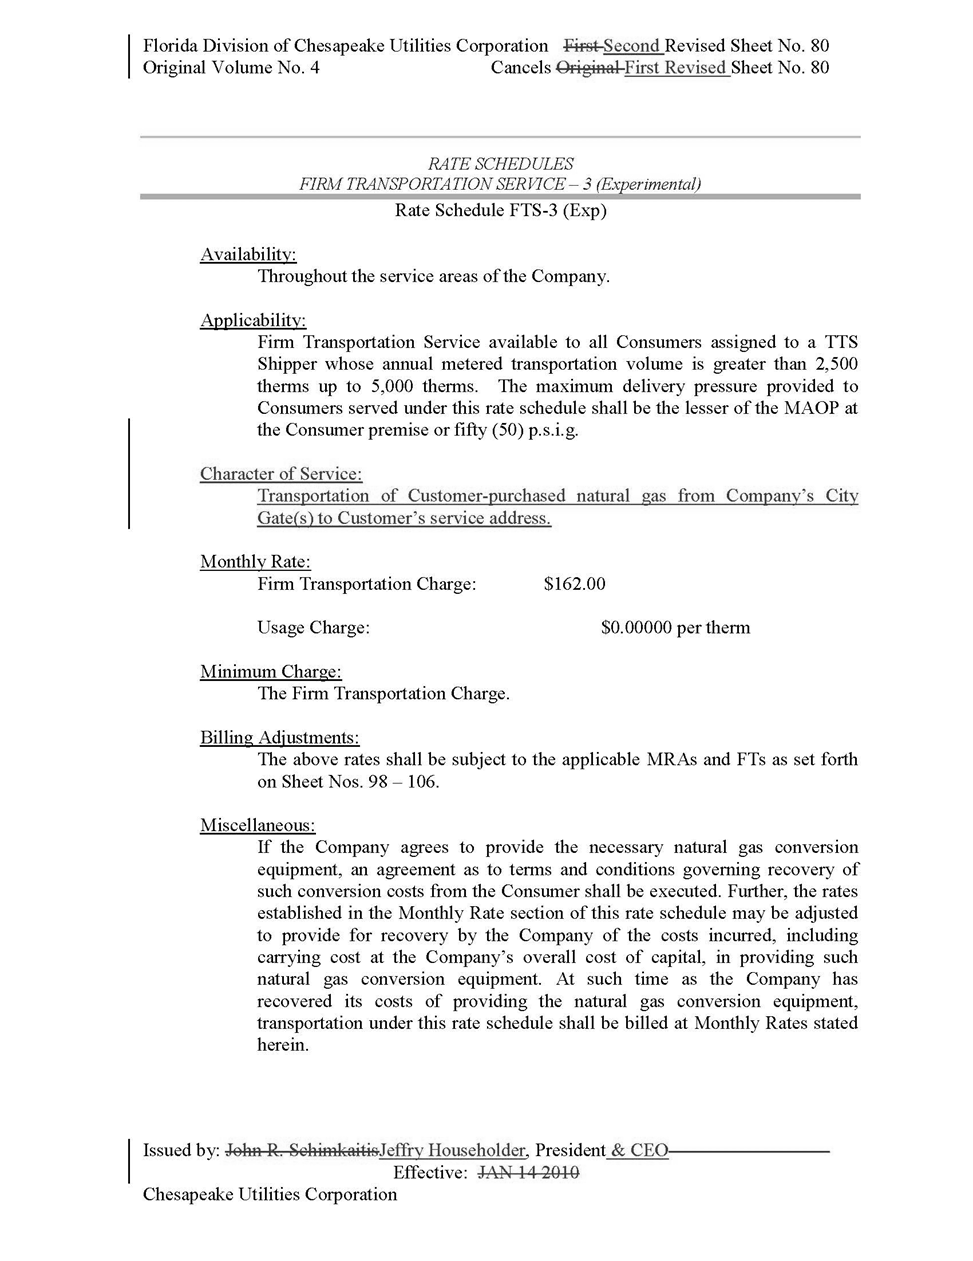 Florida Division of Chesapeake Utilities Corporation First Second Revised Sheet No. 80
Original Volume No. 4 Cancels Original First Revised Sheet No. 80
RATE SCHEDULES
FIRM TRANSPORTATION SERVICE – 3 (Experimental)
Rate Schedule FTS-3 (Exp)
Availability:
Throughout the service areas of the Company.
Applicability:
Firm Transportation Service available to all Consumers assigned to a TTS
Shipper whose annual metered transportation volume is greater than 2,500
therms up to 5,000 therms. The maximum delivery pressure provided to
Consumers served under this rate schedule shall be the lesser of the MAOP at
the Consumer premise or fifty (50) p.s.i.g.
Character of Service:
Transportation of Customer-purchased natural gas from Company’s City
Gate(s) to Customer’s service address.
Monthly Rate:
Firm Transportation Charge: $162.00
Usage Charge: $0.00000 per therm
Minimum Charge:
The Firm Transportation Charge.
Billing Adjustments:
The above rates shall be subject to the applicable MRAs and FTs as set forth
on Sheet Nos. 98 – 106.
Miscellaneous:
If the Company agrees to provide the necessary natural gas conversion
equipment, an agreement as to terms and conditions governing recovery of
such conversion costs from the Consumer shall be executed. Further, the rates
established in the Monthly Rate section of this rate schedule may be adjusted
to provide for recovery by the Company of the costs incurred, including
carrying cost at the Company’s overall cost of capital, in providing such
natural gas conversion equipment. At such time as the Company has
recovered its costs of providing the natural gas conversion equipment,
transportation under this rate schedule shall be billed at Monthly Rates stated
herein.
Issued by: John R. SchimkaitisJeffry Householder, President & CEO
Effective: JAN 14 2010
Chesapeake Utilities Corporation